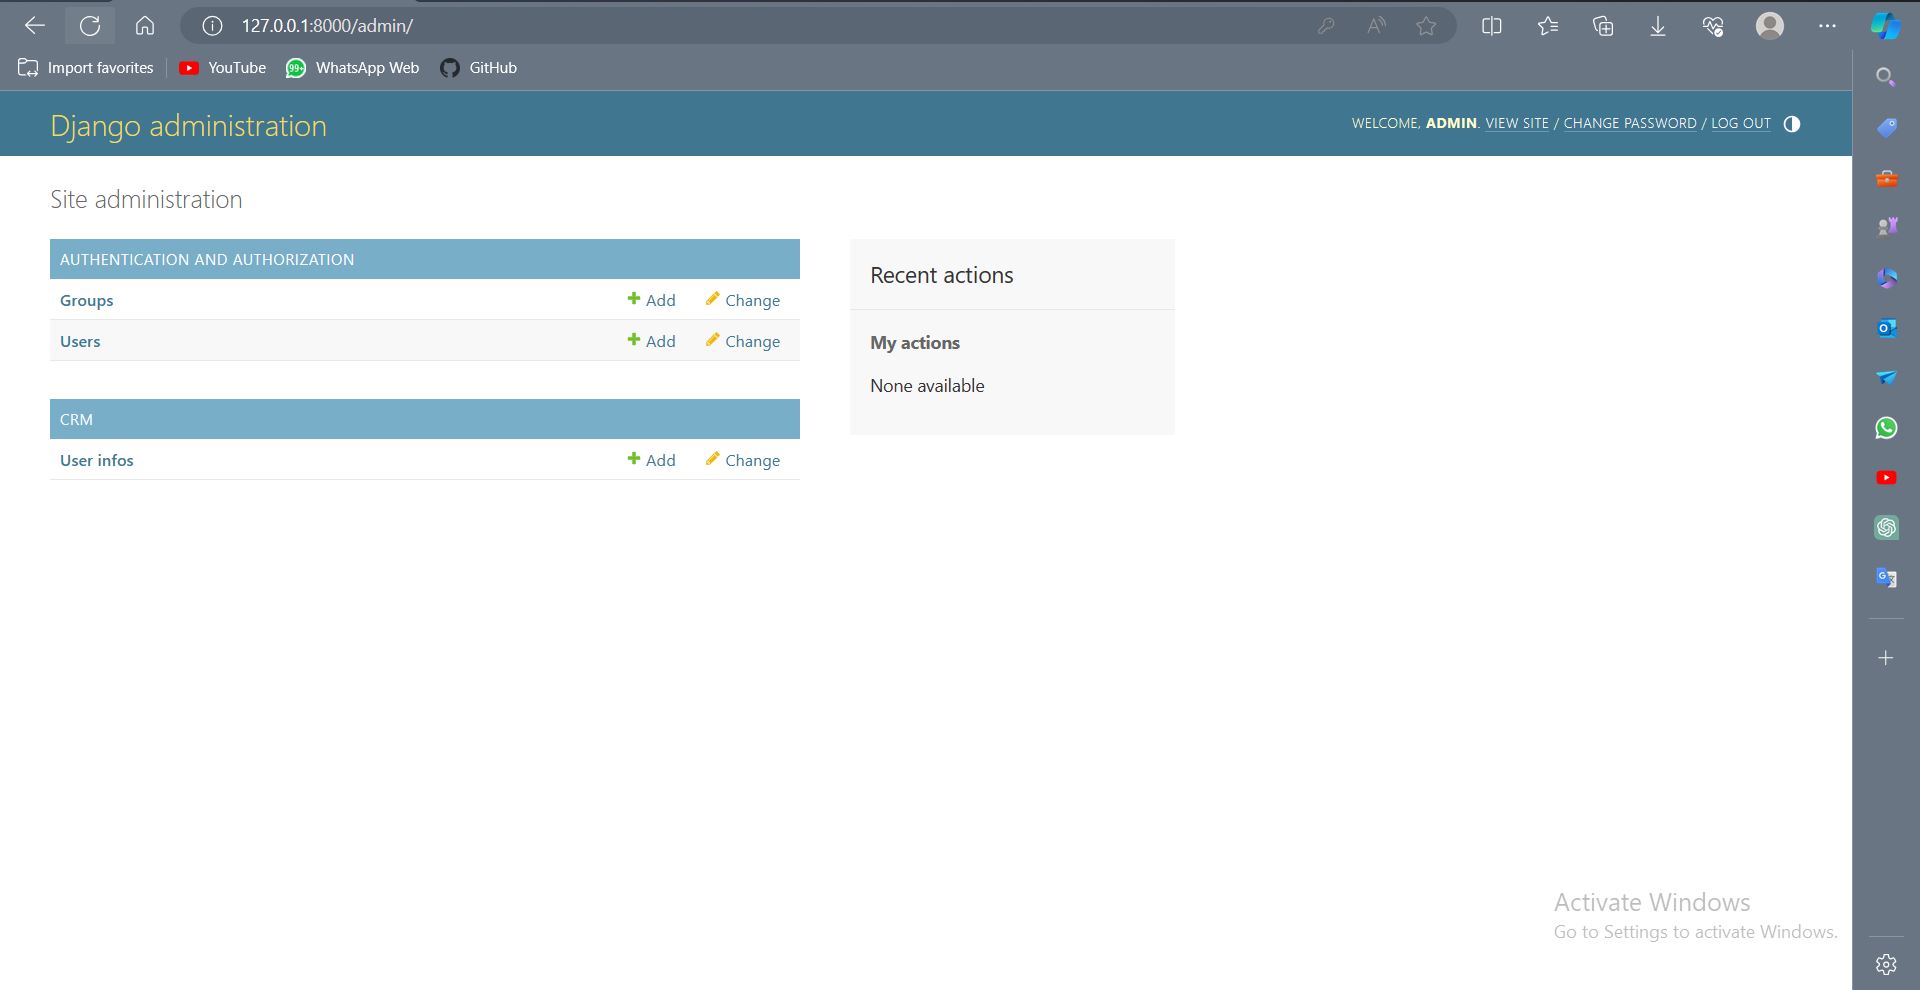 127.0.0.1:8000/admin/
Import favorites YouTube 99+ WhatsApp Web GitHub
Django administration
WELCOME, ADMIN. VIEW SITE / CHANGE PASSWORD / LOG OUT
Site administration
AUTHENTICATION AND AUTHORIZATION
Groups Add Change
Users Add Change
CRM
User infos Add Change
Recent actions
My actions
None available
Activate Windows
Go to Settings to activate Windows.